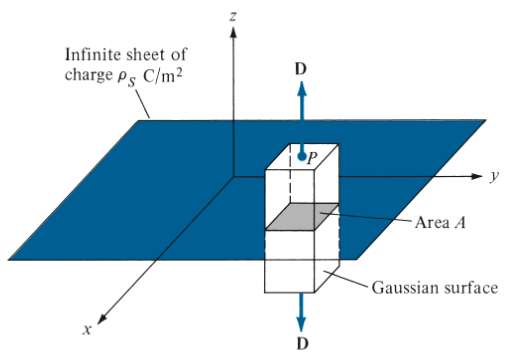 z
Infinite sheet of
charge ρS C/m²
D
P
y
Area A
Gaussian surface
x
D